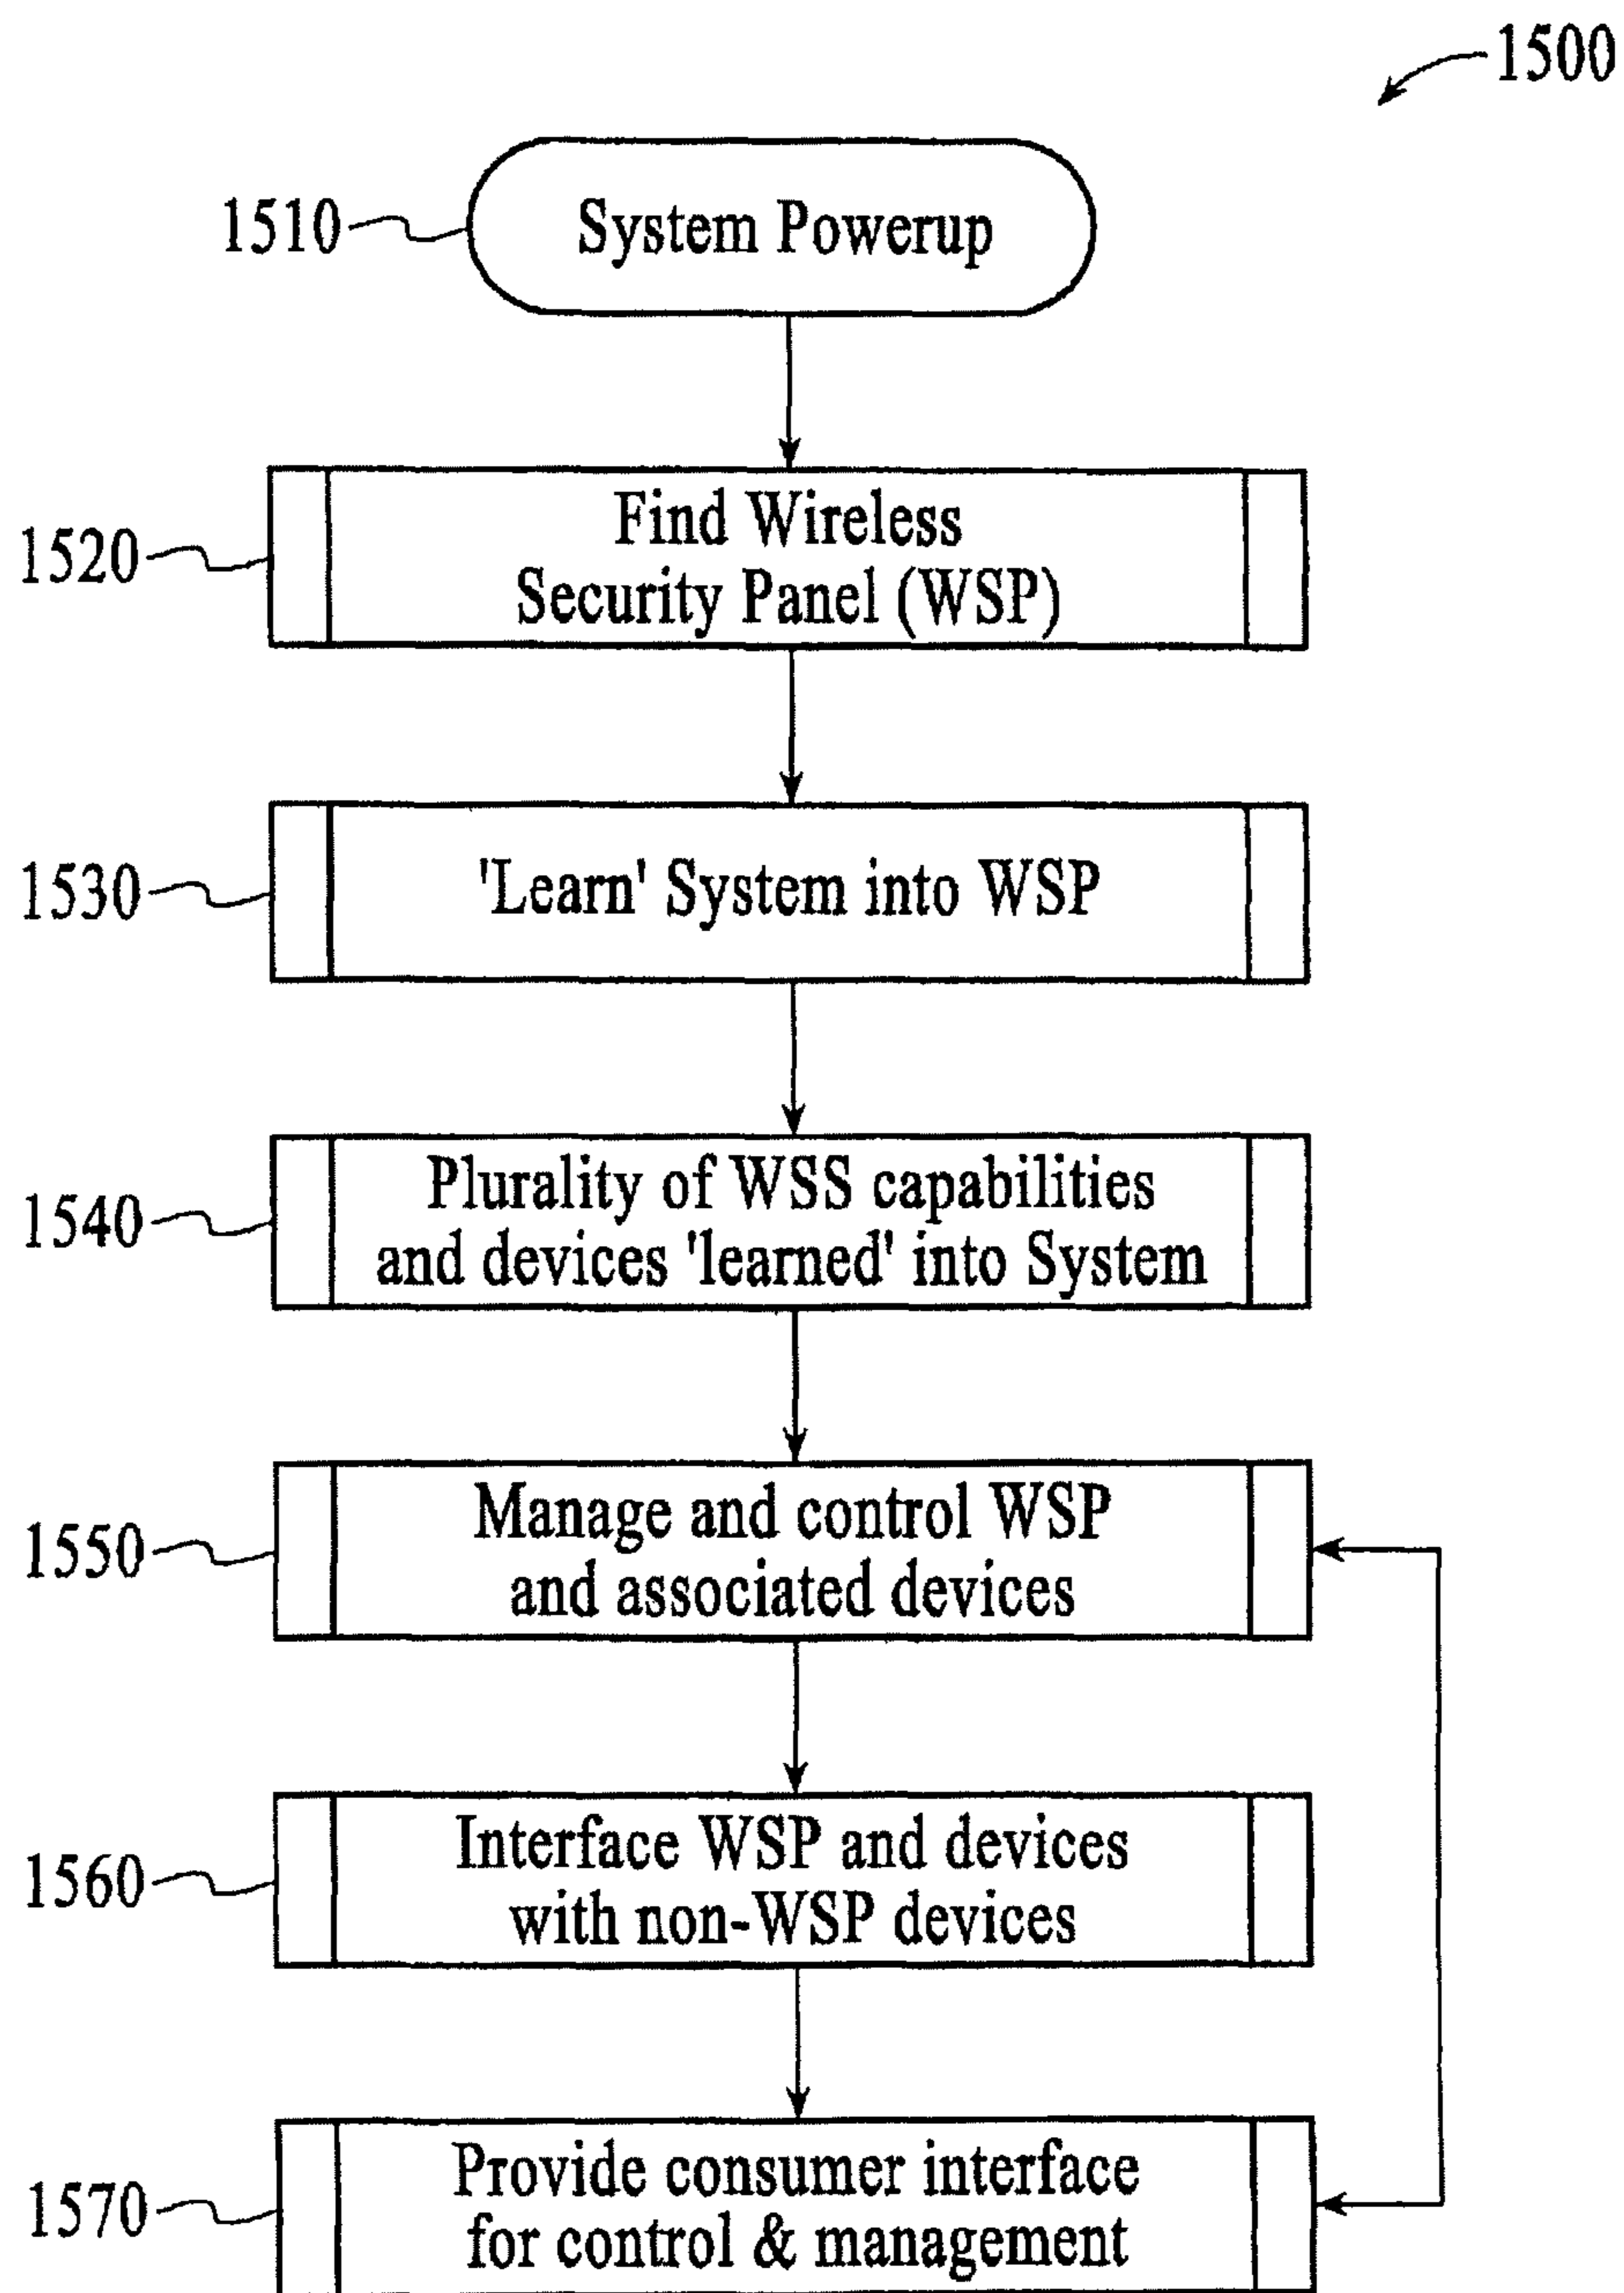 1500
1510
System Powerup
1520
Find Wireless
Security Panel (WSP)
1530
'Learn' System into WSP
1540
Plurality of WSS capabilities
and devices 'learned' into System
1550
Manage and control WSP
and associated devices
1560
Interface WSP and devices
with non-WSP devices
1570
Provide consumer interface
for control & management